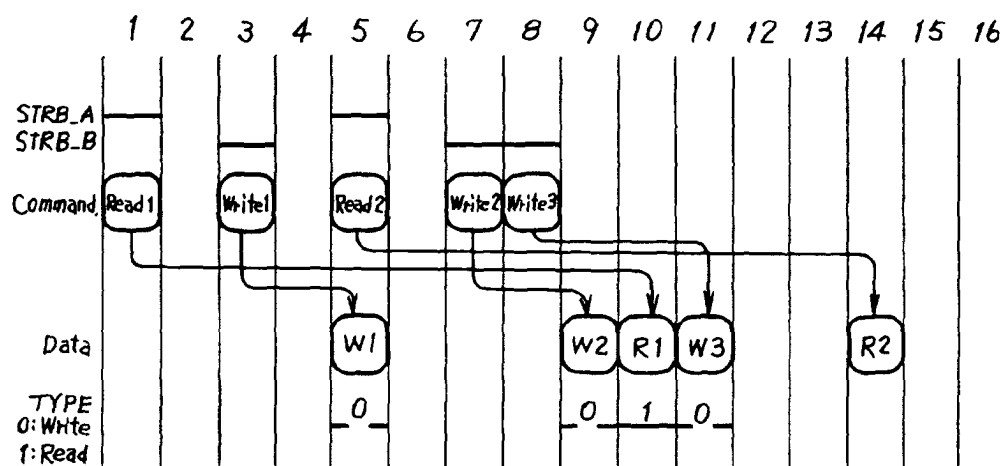 1 2 3 4 5 6 7 8 9 10 11 12 13 14 15 16
STRB_A
STRB_B
Command Read1 Write1 Read2 Write2 Write3
Data W1 W2 R1 W3 R2
TYPE 0 0 1 0
0:Write
1:Read